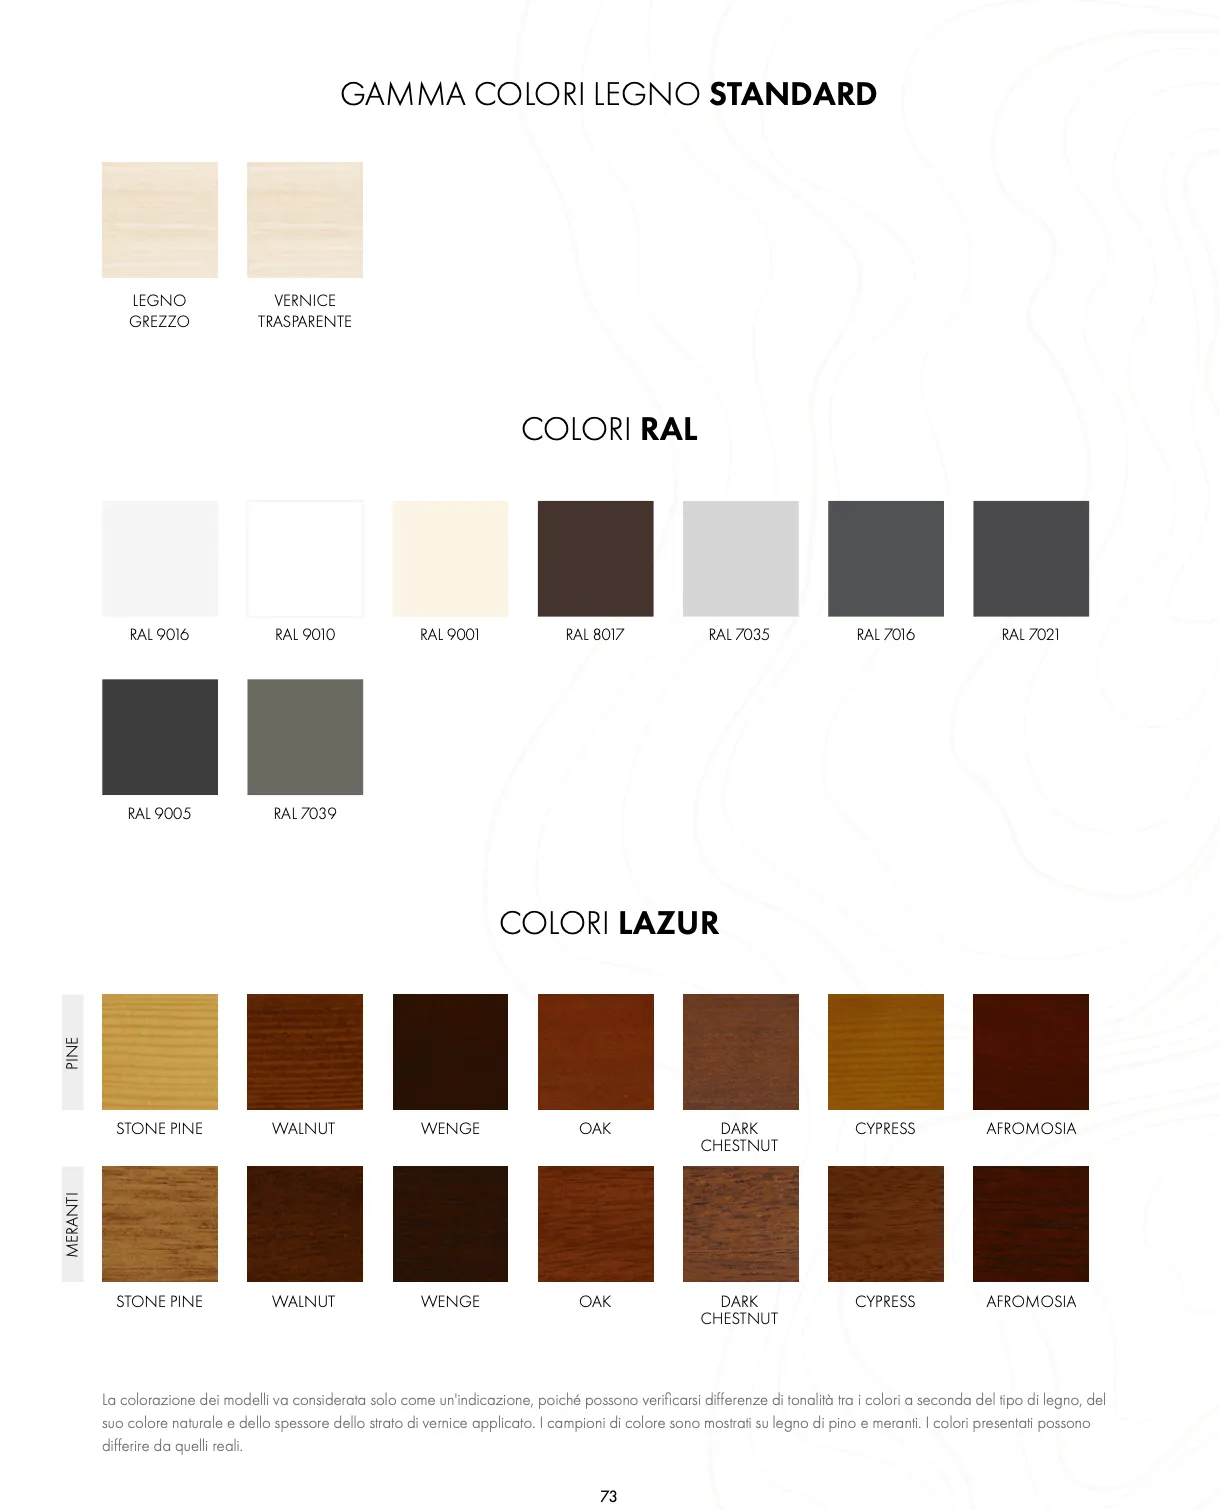 GAMMA COLORI LEGNO STANDARD
LEGNO
GREZZO
VERNICE
TRASPARENTE
COLORI RAL
RAL 9016
RAL 9010
RAL 9001
RAL 8017
RAL 7035
RAL 7016
RAL 7021
RAL 9005
RAL 7039
COLORI LAZUR
PINE
STONE PINE
WALNUT
WENGE
OAK
DARK
CHESTNUT
CYPRESS
AFROMOSIA
MERANTI
STONE PINE
WALNUT
WENGE
OAK
DARK
CHESTNUT
CYPRESS
AFROMOSIA
La colorazione dei modelli va considerata solo come un'indicazione, poiché possono verificarsi differenze di tonalità tra i colori a seconda del tipo di legno, del
suo colore naturale e dello spessore dello strato di vernice applicato. I campioni di colore sono mostrati su legno di pino e meranti. I colori presentati possono
differire da quelli reali.
73